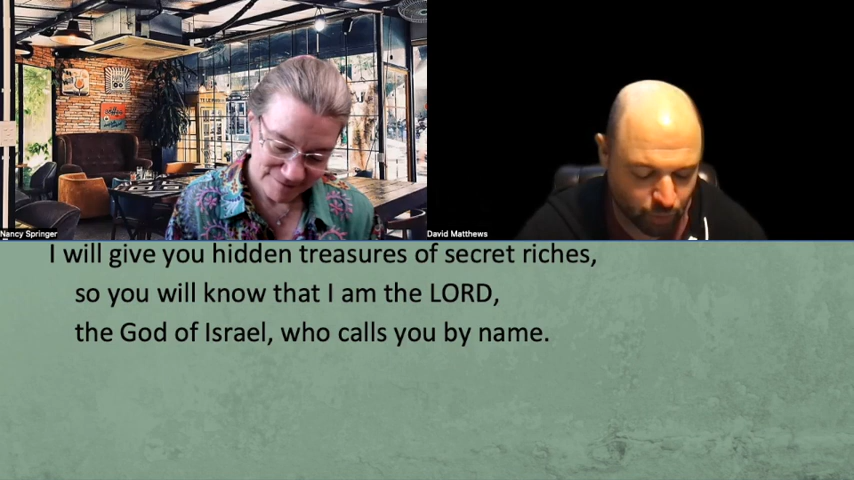 Nancy Springer
David Matthews
I will give you hidden treasures of secret riches,
so you will know that I am the LORD,
the God of Israel, who calls you by name.